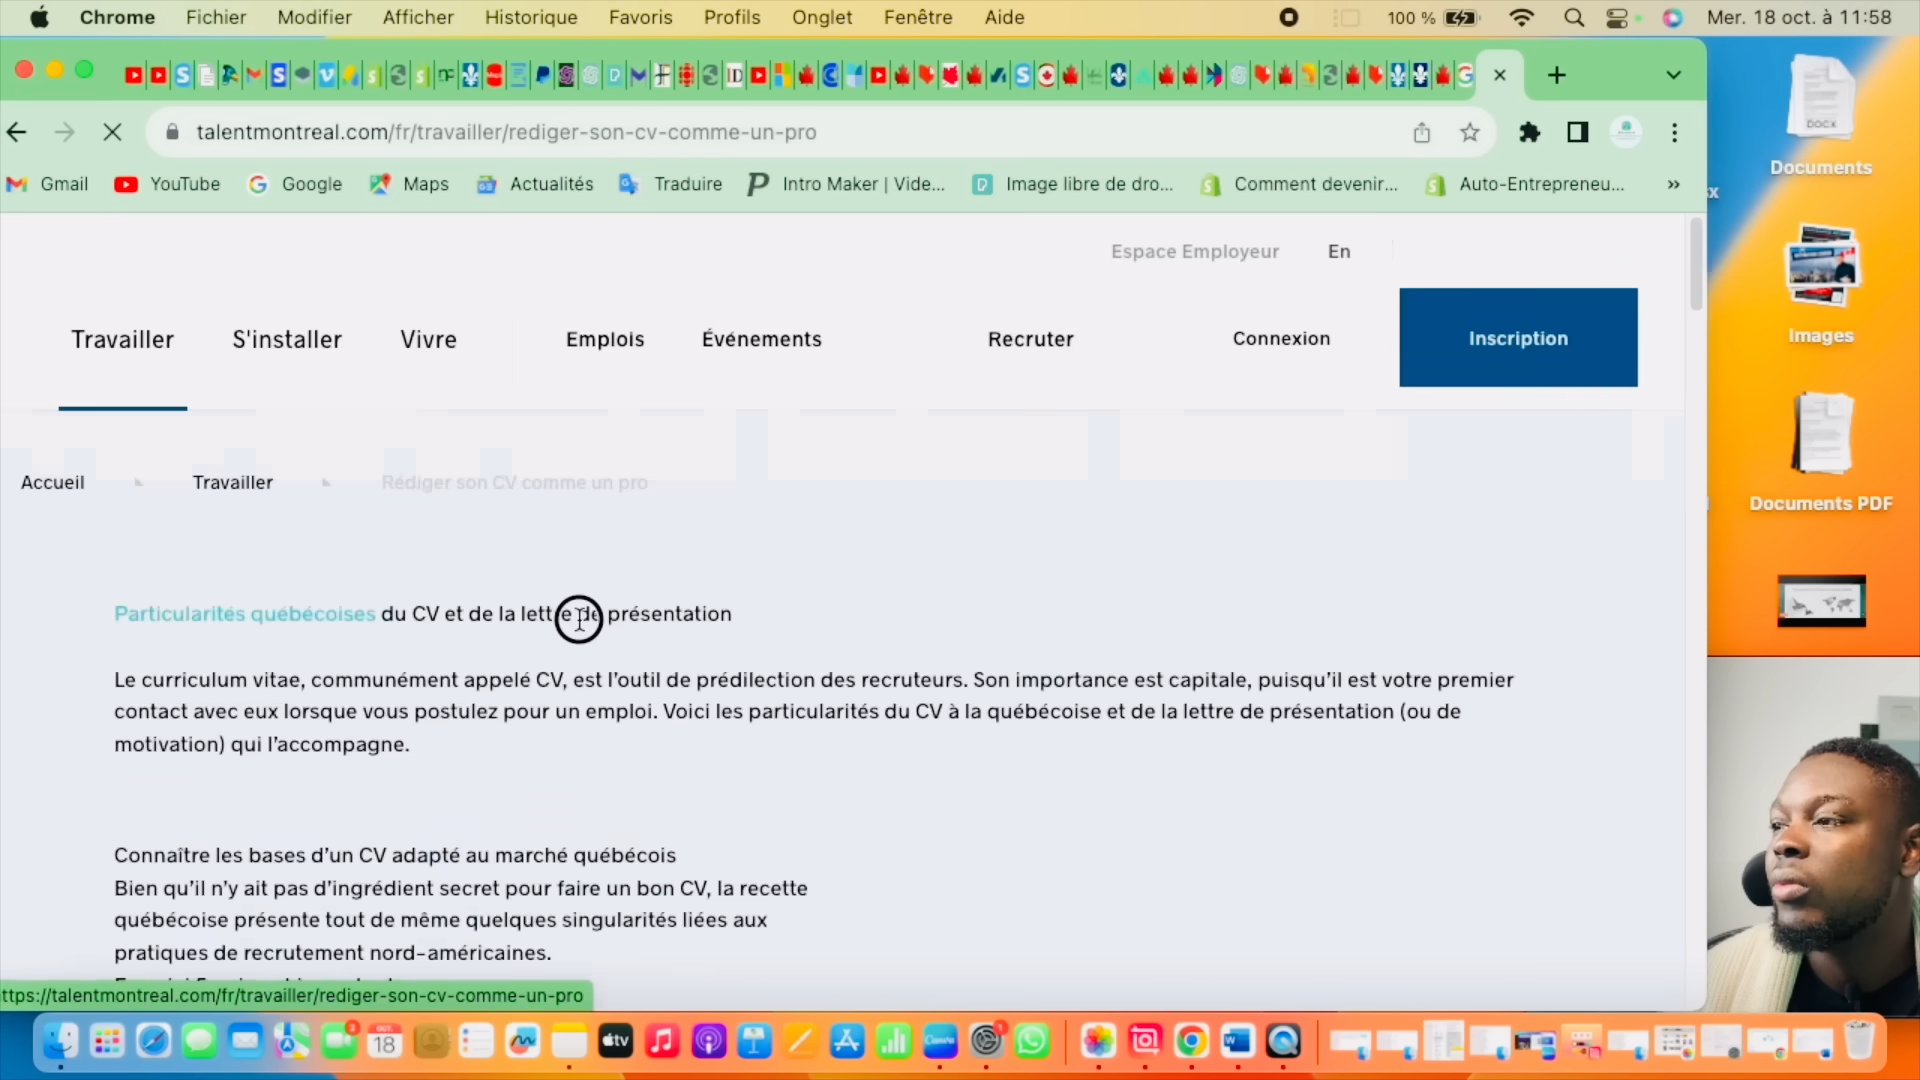 Chrome Fichier Modifier Afficher Historique Favoris Profils Onglet Fenêtre Aide 100 % Mer. 18 oct. à 11:58
talentmontreal.com/fr/travailler/rediger-son-cv-comme-un-pro
Gmail YouTube Google Maps Actualités Traduire Intro Maker | Vide... Image libre de dro... Comment devenir... Auto-Entrepreneu... »
Espace Employeur En
Travailler S'installer Vivre Emplois Événements Recruter Connexion Inscription
Accueil Travailler Rédiger son CV comme un pro
Particularités québécoises du CV et de la lettre de présentation
Le curriculum vitae, communément appelé CV, est l'outil de prédilection des recruteurs. Son importance est capitale, puisqu'il est votre premier
contact avec eux lorsque vous postulez pour un emploi. Voici les particularités du CV à la québécoise et de la lettre de présentation (ou de
motivation) qui l'accompagne.
Connaître les bases d'un CV adapté au marché québécois
Bien qu'il n'y ait pas d'ingrédient secret pour faire un bon CV, la recette
québécoise présente tout de même quelques singularités liées aux
pratiques de recrutement nord-américaines.
ttps://talentmontreal.com/fr/travailler/rediger-son-cv-comme-un-pro
DOCX
Documents
Images
Documents PDF
OCT.
18
tv